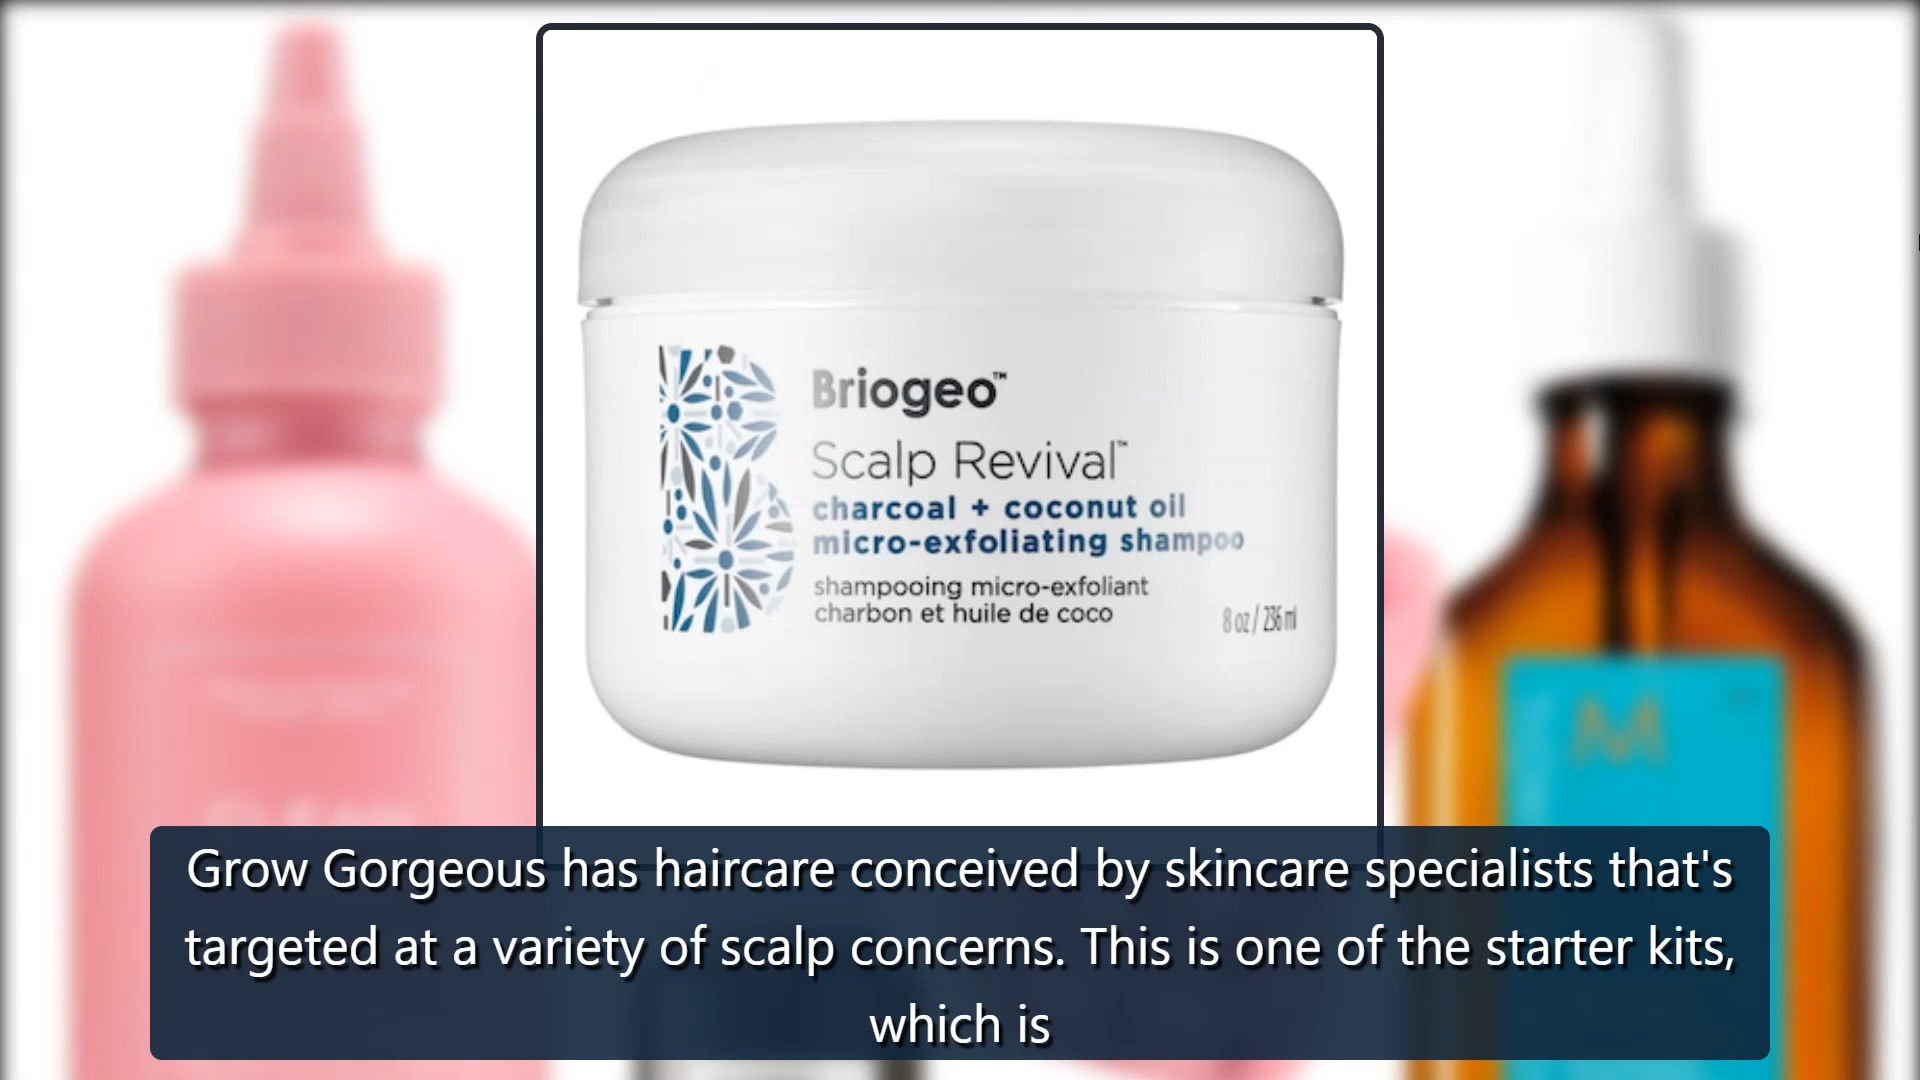 Briogeo™
Scalp Revival™
charcoal + coconut oil
micro-exfoliating shampoo
shampooing micro-exfoliant
charbon et huile de coco
8 oz / 236 ml
M
Grow Gorgeous has haircare conceived by skincare specialists that's
targeted at a variety of scalp concerns. This is one of the starter kits,
which is